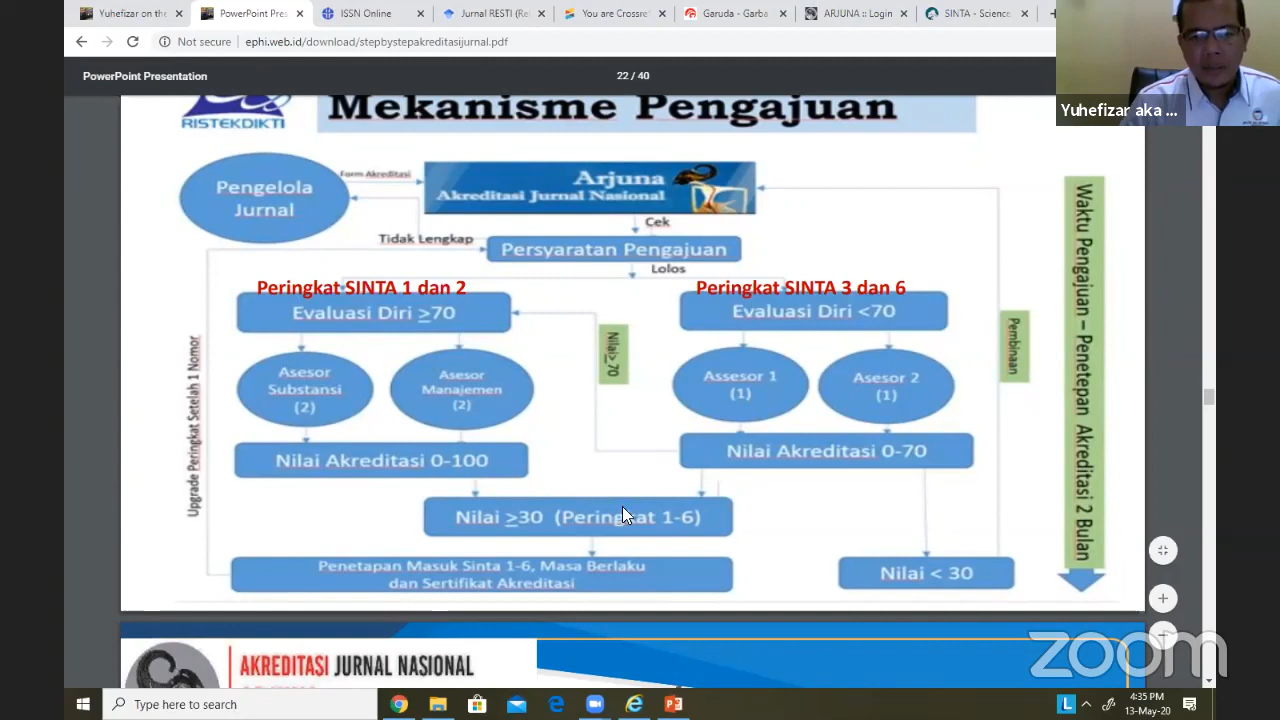 Yuhefizar on the
PowerPoint Pres
ISSN Online
Jurnal RESTI (Re
You are Crossref
Garuda - Garba
ARJUNA :: Login
SINTA - Science
Not secure
ephi.web.id/download/stepbystepakreditasijurnal.pdf
PowerPoint Presentation
22 / 40
Yuhefizar aka ...
RISTEKDIKTI
Mekanisme Pengajuan
Pengelola
Jurnal
Form Akreditasi
Arjuna
Akreditasi Jurnal Nasional
Cek
Tidak Lengkap
Persyaratan Pengajuan
Lolos
Peringkat SINTA 1 dan 2
Peringkat SINTA 3 dan 6
Evaluasi Diri ≥70
Evaluasi Diri <70
Nilai≥ 70
Pembinaan
Asesor
Substansi
(2)
Asesor
Manajemen
(2)
Assesor 1
(1)
Asesor 2
(1)
Nilai Akreditasi 0-100
Nilai Akreditasi 0-70
Nilai ≥30 (Peringkat 1-6)
Penetapan Masuk Sinta 1-6, Masa Berlaku
dan Sertifikat Akreditasi
Nilai < 30
Upgrade Peringkat Setelah 1 Nomor
Waktu Pengajuan – Penetepan Akreditasi 2 Bulan
AKREDITASI JURNAL NASIONAL
zoom
Type here to search
4:35 PM
13-May-20